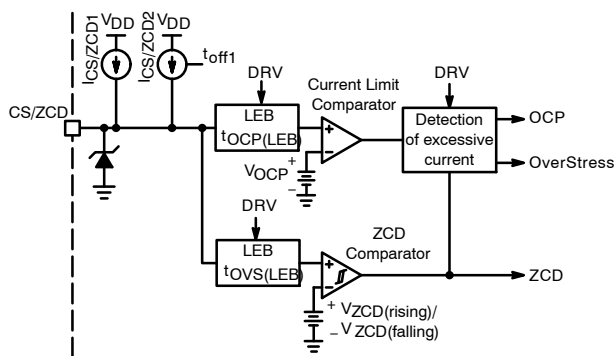 VDD
VDD
ICS/ZCD1
ICS/ZCD2
toff1
DRV
Current Limit
Comparator
DRV
CS/ZCD
LEB
tOCP(LEB)
+
−
Detection
of excessive
current
OCP
OverStress
VOCP
+
−
DRV
ZCD
Comparator
LEB
tOVS(LEB)
+
−
ZCD
+
−
VZCD(rising)/
VZCD(falling)